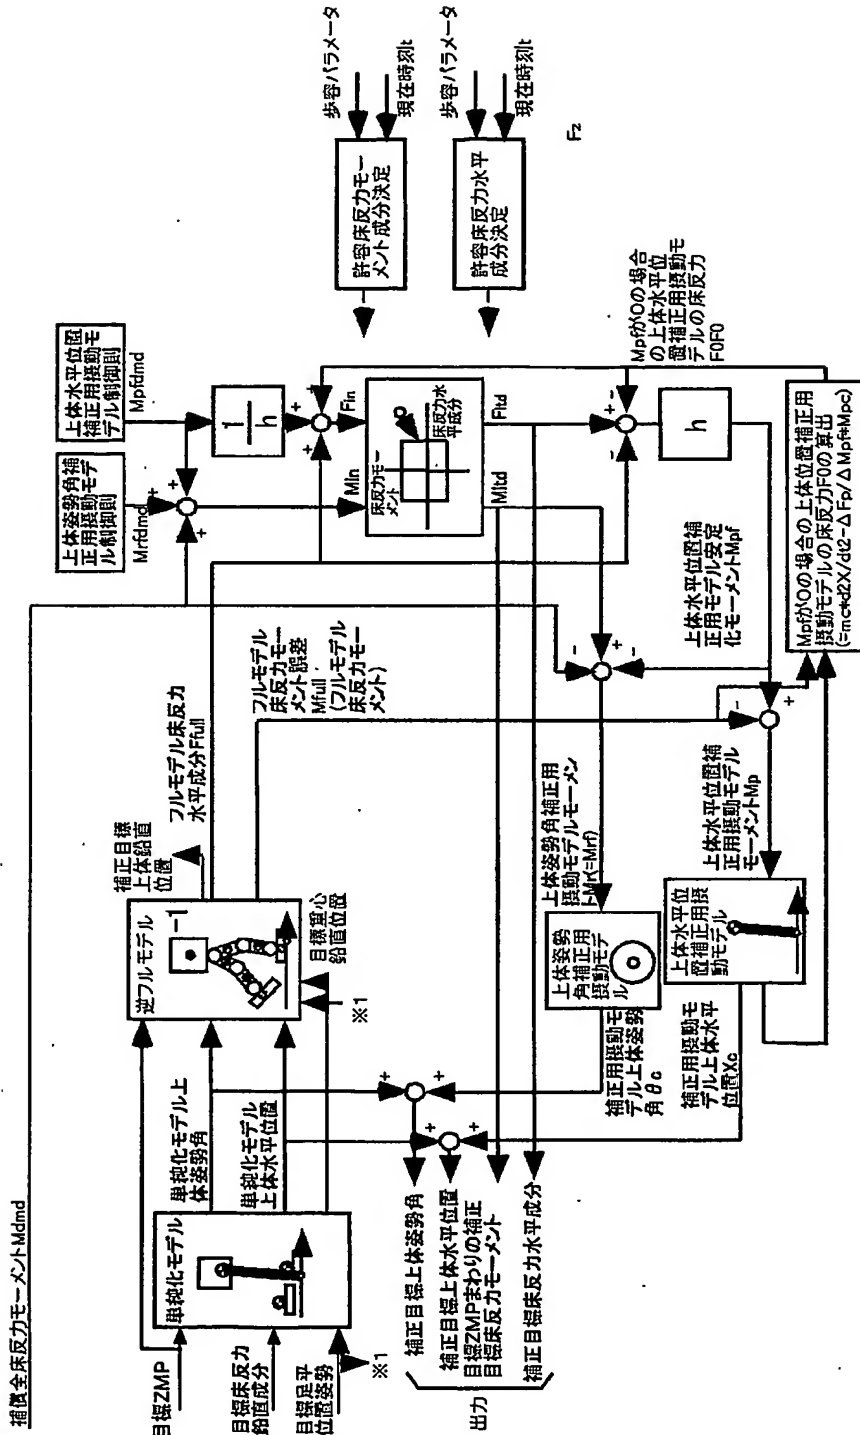 補償全床反力モーメントMdmd
目標ZMP
目標床反力
鉛直成分
目標足平
位置姿勢
※1
単純化モデル
単純化モデル上
体姿勢角
単純化モデル
上体水平位置
逆フルモデル
-1
補正目標
上体鉛直
位置
目標重心
鉛直位置
※1
フルモデル床反力
水平成分Ffull
フルモデル
床反力モー
メント誤差
Mfull
(フルモデル
床反力モー
メント)
上体姿勢角補
正用摂動モデ
ル制御則
Mrfdmd
上体水平位置
補正用摂動モ
デル制御則
Mpfdmd
+
+
+
1
h
+
+
+
Min
Fin
床反力モー
メント
床反力水
平成分
Mltd
Fltd
許容床反力モー
メント成分決定
歩容パラメータ
現在時刻t
許容床反力水平
成分決定
歩容パラメータ
現在時刻t
Fz
+
-
-
h
Mpfが0の場合
の上体水平位
置補正用摂動モ
デルの床反力
F0F0
-
+
-
上体水平位置補
正用モデル安定
化モーメントMpf
-
+
Mpfが0の場合の上体位置補正用
摂動モデルの床反力F0の算出
(=mc*d2X/dt2-ΔFp/ΔMpf*Mpc)
上体姿勢角補正用
摂動モデルモーメン
トMr(=Mrf)
上体水平位置補
正用摂動モデル
モーメントMp
上体姿勢
角補正用
摂動モデ
ル
上体水平位
置補正用摂
動モデル
補正用摂動モ
デル上体姿勢
角θc
補正用摂動モ
デル上体水平
位置Xc
+
+
+
+
出力
補正目標上体姿勢角
補正目標上体水平位置
目標ZMPまわりの補正
目標床反力モーメント
補正目標床反力水平成分